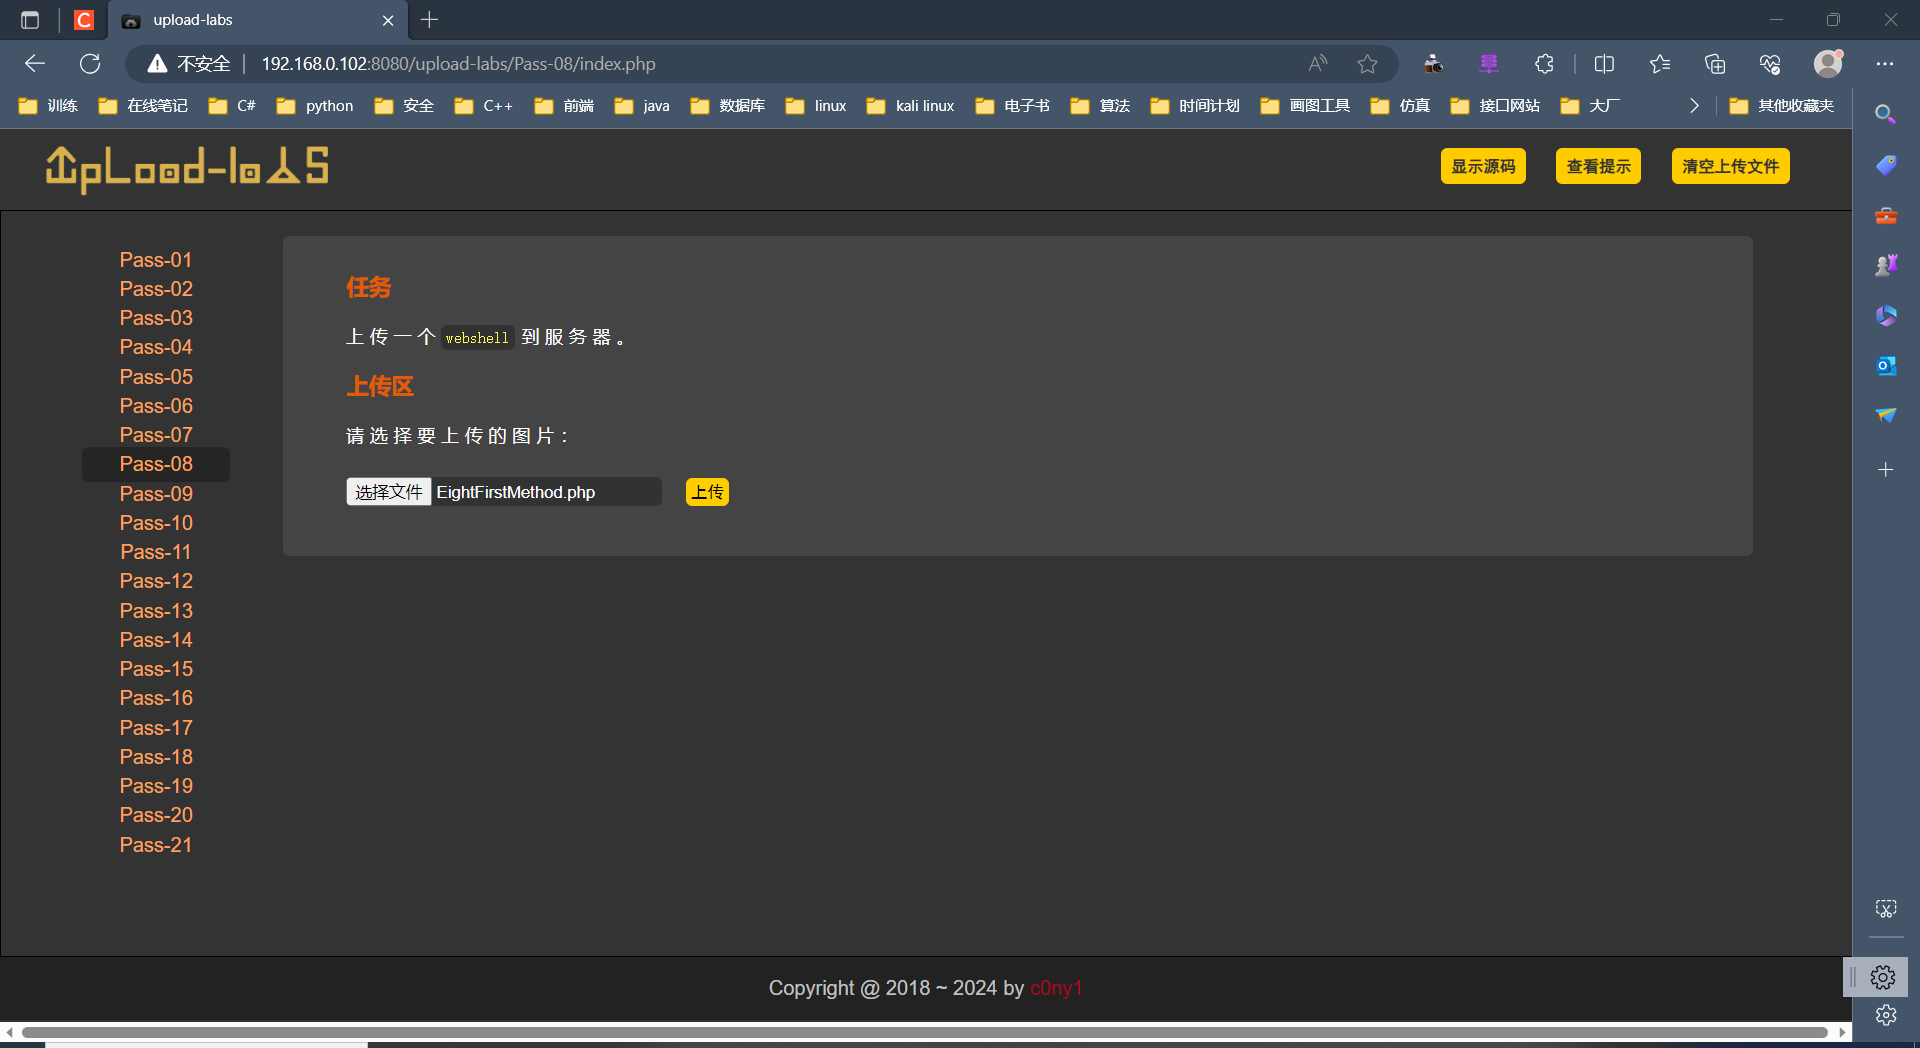 upload-labs
不安全
192.168.0.102:8080/upload-labs/Pass-08/index.php
训练 在线笔记 C# python 安全 C++ 前端 java 数据库 linux kali linux 电子书 算法 时间计划 画图工具 仿真 接口网站 大厂 其他收藏夹
UpLoad-labS
显示源码 查看提示 清空上传文件
Pass-01
Pass-02
Pass-03
Pass-04
Pass-05
Pass-06
Pass-07
Pass-08
Pass-09
Pass-10
Pass-11
Pass-12
Pass-13
Pass-14
Pass-15
Pass-16
Pass-17
Pass-18
Pass-19
Pass-20
Pass-21
任务
上传一个 webshell 到服务器。
上传区
请选择要上传的图片：
选择文件 EightFirstMethod.php 上传
Copyright @ 2018 ~ 2024 by c0ny1